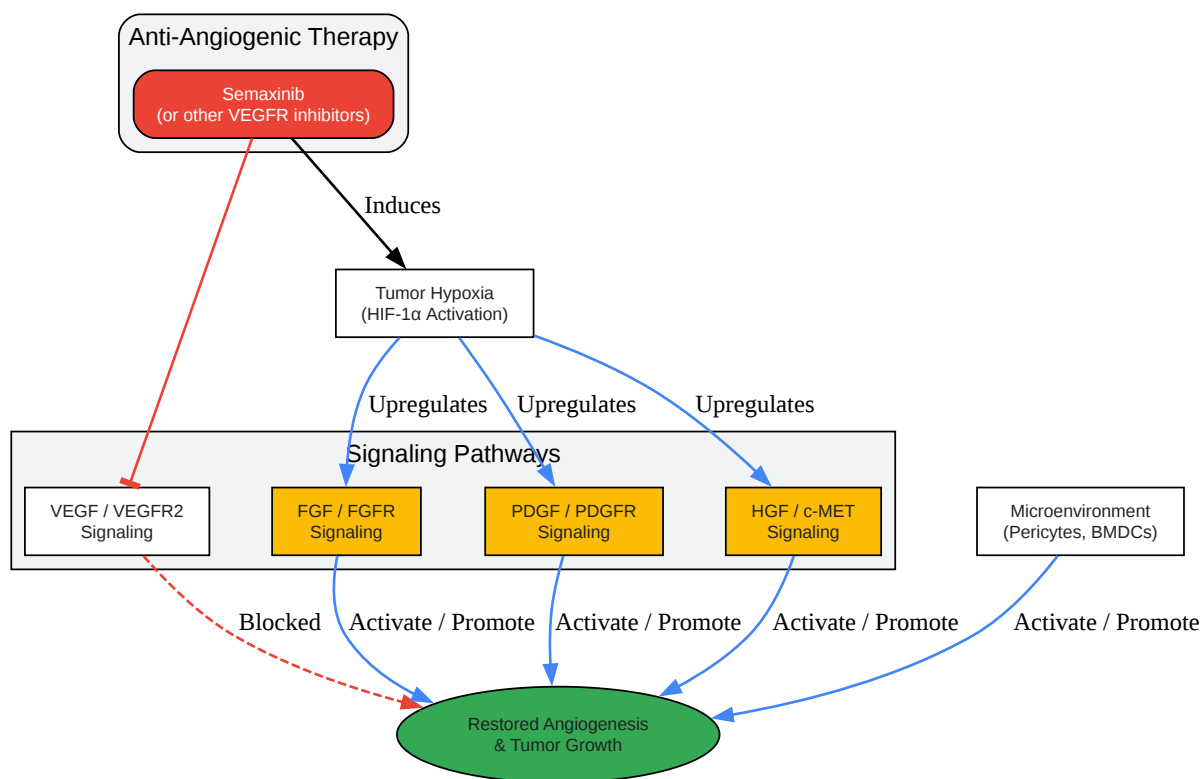 Anti-Angiogenic Therapy
Semaxinib
(or other VEGFR inhibitors)
Induces
Tumor Hypoxia
(HIF-1α Activation)
Upregulates
Upregulates
Upregulates
Signaling Pathways
VEGF / VEGFR2
Signaling
FGF / FGFR
Signaling
PDGF / PDGFR
Signaling
HGF / c-MET
Signaling
Microenvironment
(Pericytes, BMDCs)
Blocked
Activate / Promote
Activate / Promote
Activate / Promote
Activate / Promote
Restored Angiogenesis
& Tumor Growth